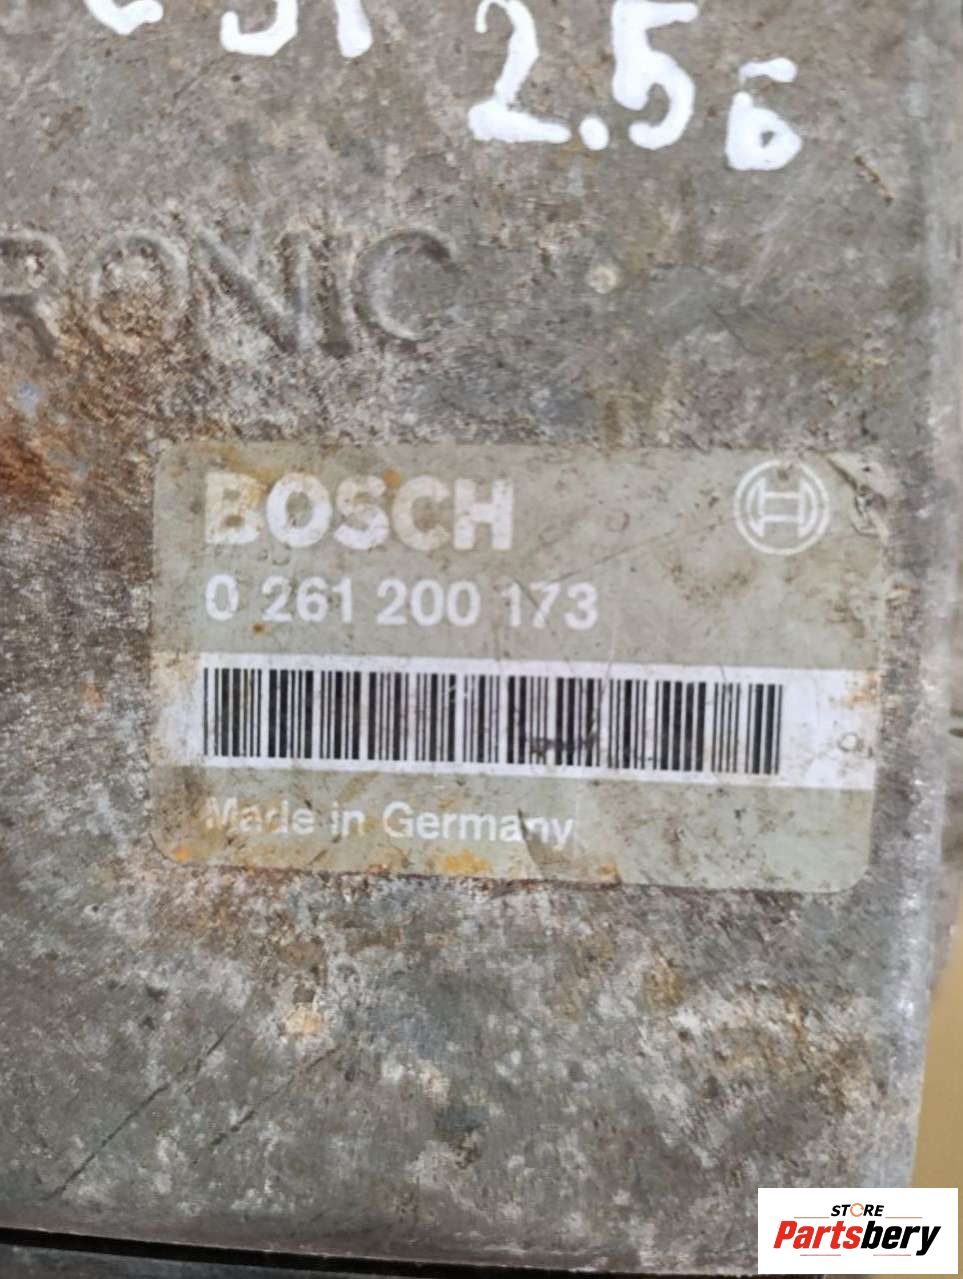 2.5 б
RONIC
BOSCH
0 261 200 173
Made in Germany
STORE
Partsbery